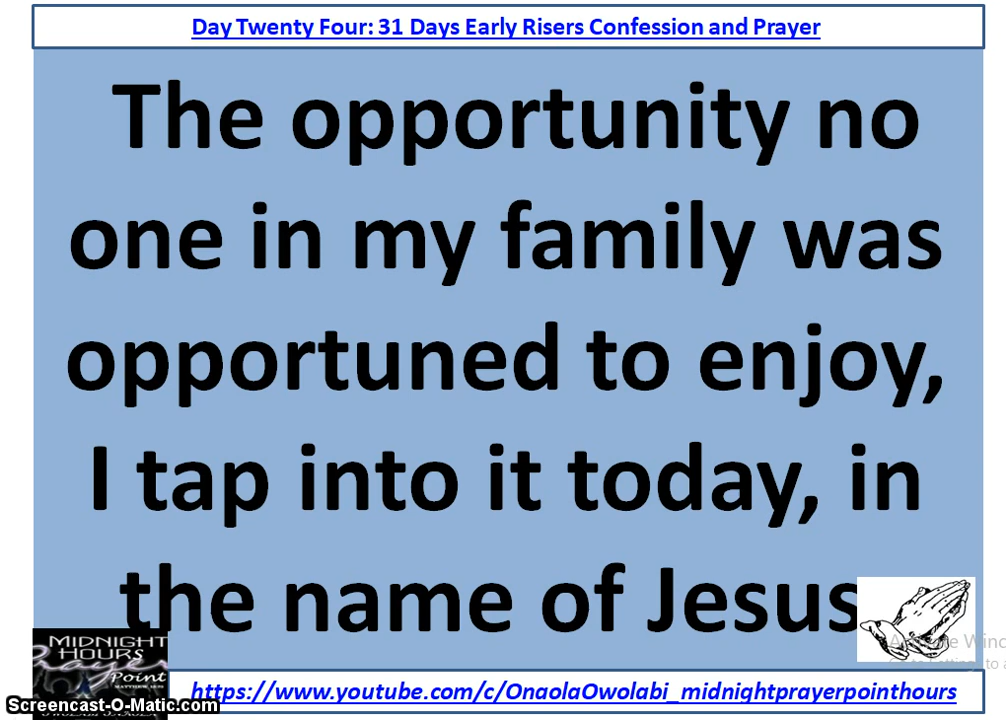 Day Twenty Four: 31 Days Early Risers Confession and Prayer
The opportunity no
one in my family was
opportuned to enjoy,
I tap into it today, in
the name of Jesus
MIDNIGHT
HOURS
Prayer
Point
https://www.youtube.com/c/OnaolaOwolabi_midnightprayerpointhours
Screencast-O-Matic.com